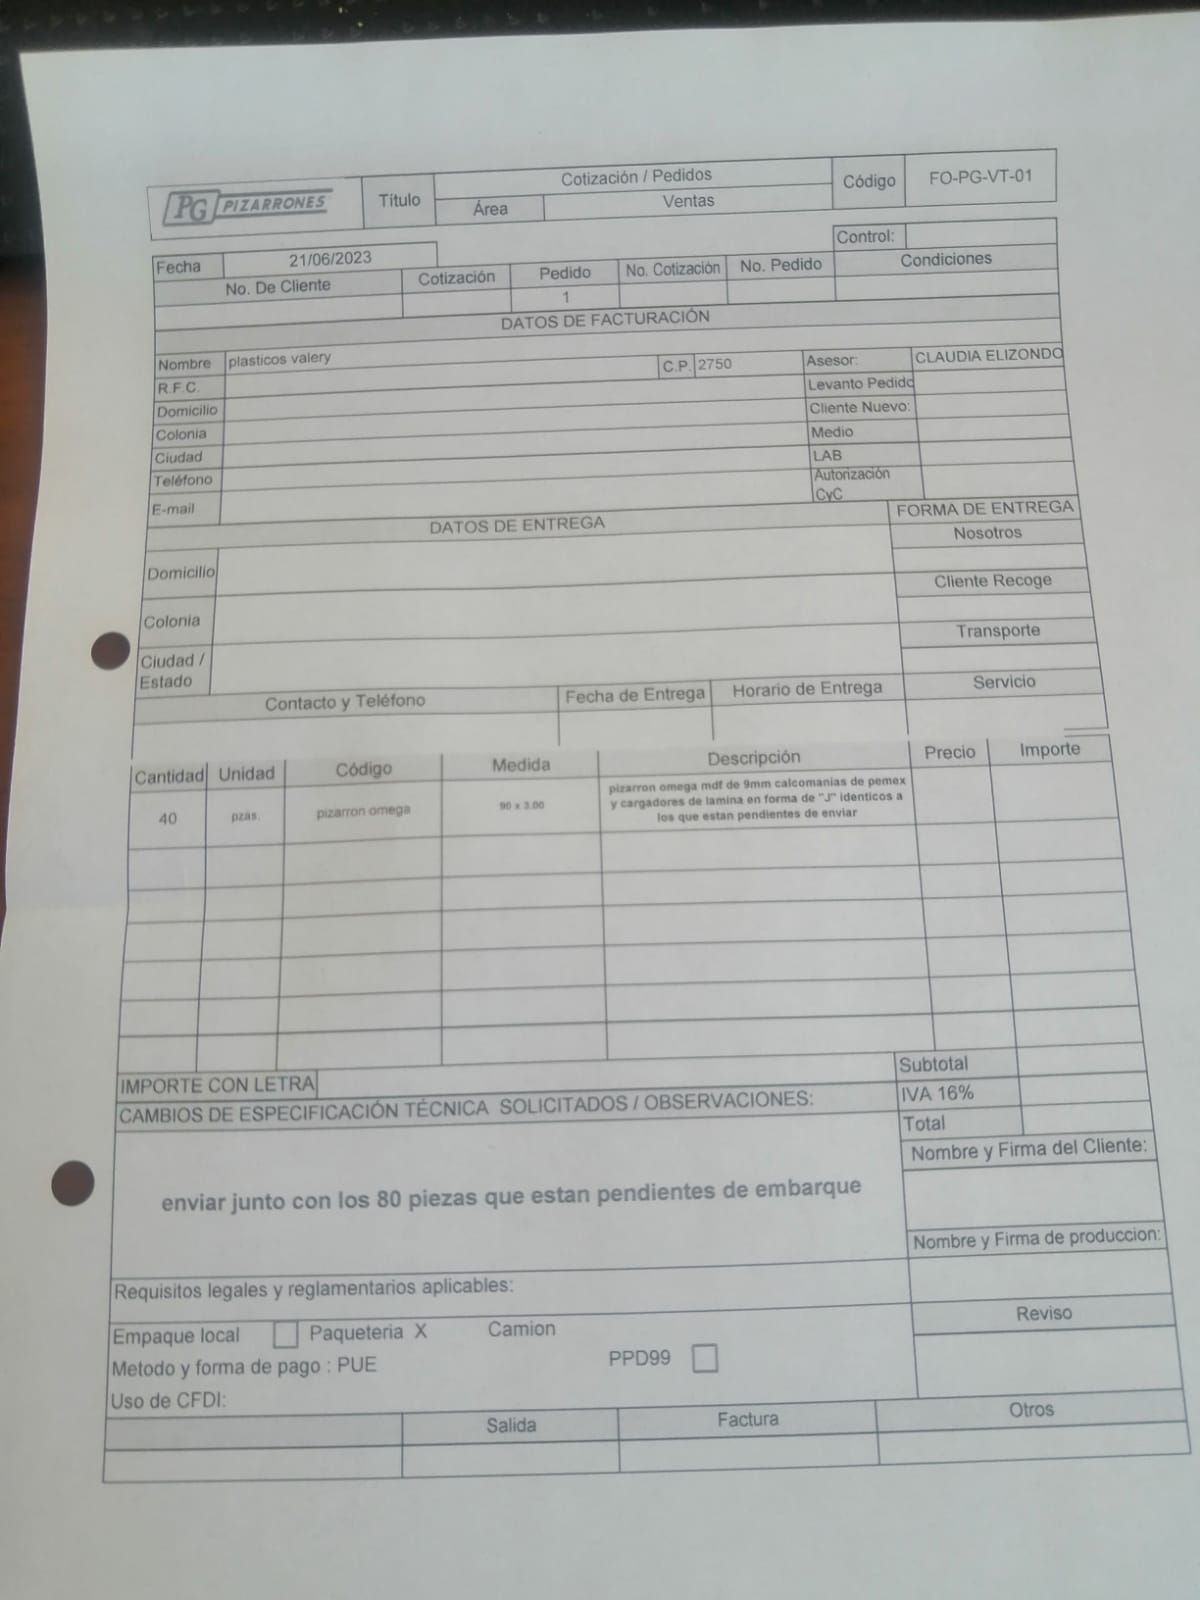 PG PIZARRONES
Título
Cotización / Pedidos
Código
FO-PG-VT-01
Área
Ventas
Control:
Fecha
21/06/2023
No. De Cliente
Cotización
Pedido
No. Cotización
No. Pedido
Condiciones
1
DATOS DE FACTURACIÓN
Nombre
plasticos valery
C.P.
2750
Asesor:
CLAUDIA ELIZONDO
R.F.C.
Levanto Pedido
Domicilio
Cliente Nuevo:
Colonia
Medio
Ciudad
LAB
Teléfono
Autorización
CyC
E-mail
DATOS DE ENTREGA
FORMA DE ENTREGA
Nosotros
Domicilio
Cliente Recoge
Colonia
Transporte
Ciudad /
Estado
Contacto y Teléfono
Fecha de Entrega
Horario de Entrega
Servicio
Cantidad
Unidad
Código
Medida
Descripción
Precio
Importe
40
pzas.
pizarron omega
90 x 3.00
pizarron omega mdf de 9mm calcomanias de pemex
y cargadores de lamina en forma de "J" identicos a
los que estan pendientes de enviar
IMPORTE CON LETRA
Subtotal
CAMBIOS DE ESPECIFICACIÓN TÉCNICA SOLICITADOS / OBSERVACIONES:
IVA 16%
Total
Nombre y Firma del Cliente:
enviar junto con los 80 piezas que estan pendientes de embarque
Nombre y Firma de produccion:
Requisitos legales y reglamentarios aplicables:
Reviso
Empaque local
Paqueteria X
Camion
Metodo y forma de pago : PUE
PPD99
Uso de CFDI:
Salida
Factura
Otros